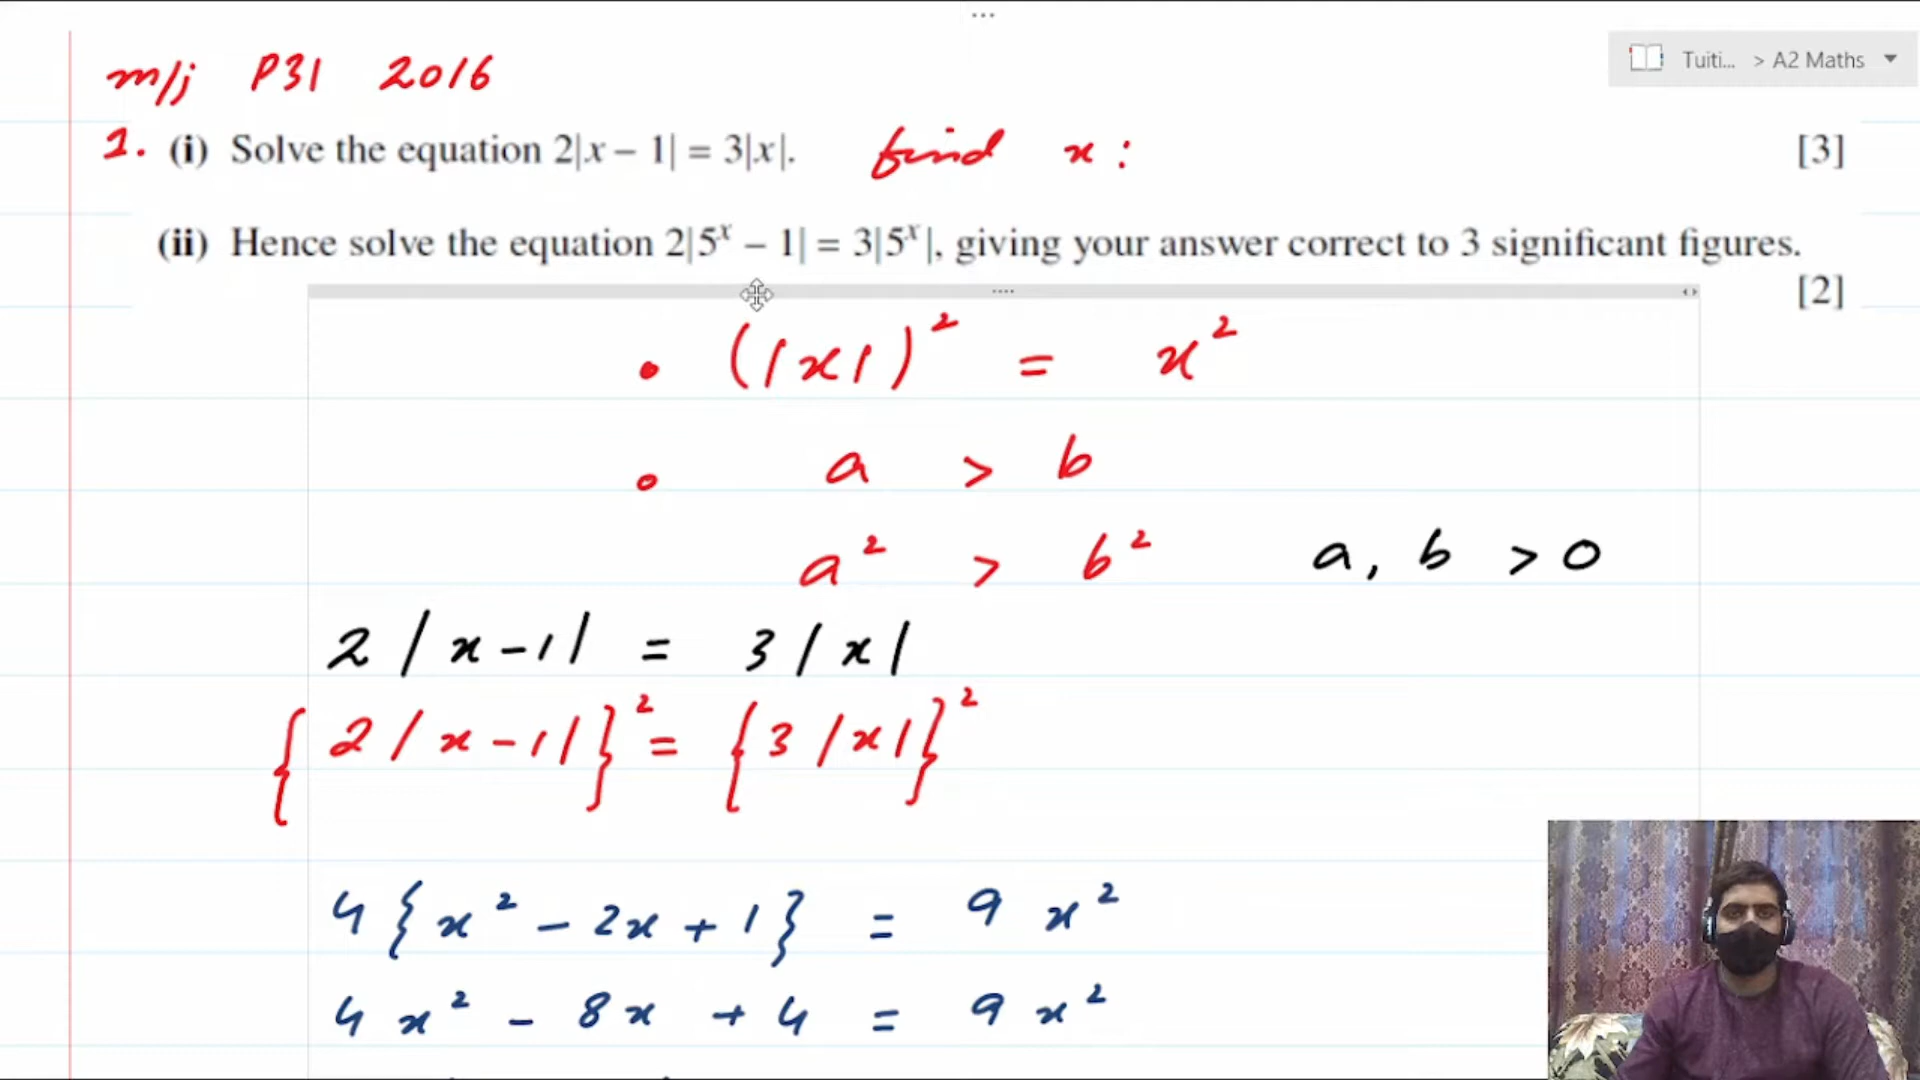 ...
m/j P31 2016
Tuiti... > A2 Maths
1. (i) Solve the equation 2|x − 1| = 3|x|. find x: [3]
(ii) Hence solve the equation 2|5ˣ − 1| = 3|5ˣ|, giving your answer correct to 3 significant figures.
[2]
• (|x|)² = x²
• a > b
a² > b² a, b > 0
2|x-1| = 3|x|
{2|x-1|}² = {3|x|}²
4{x² - 2x + 1} = 9x²
4x² - 8x + 4 = 9x²